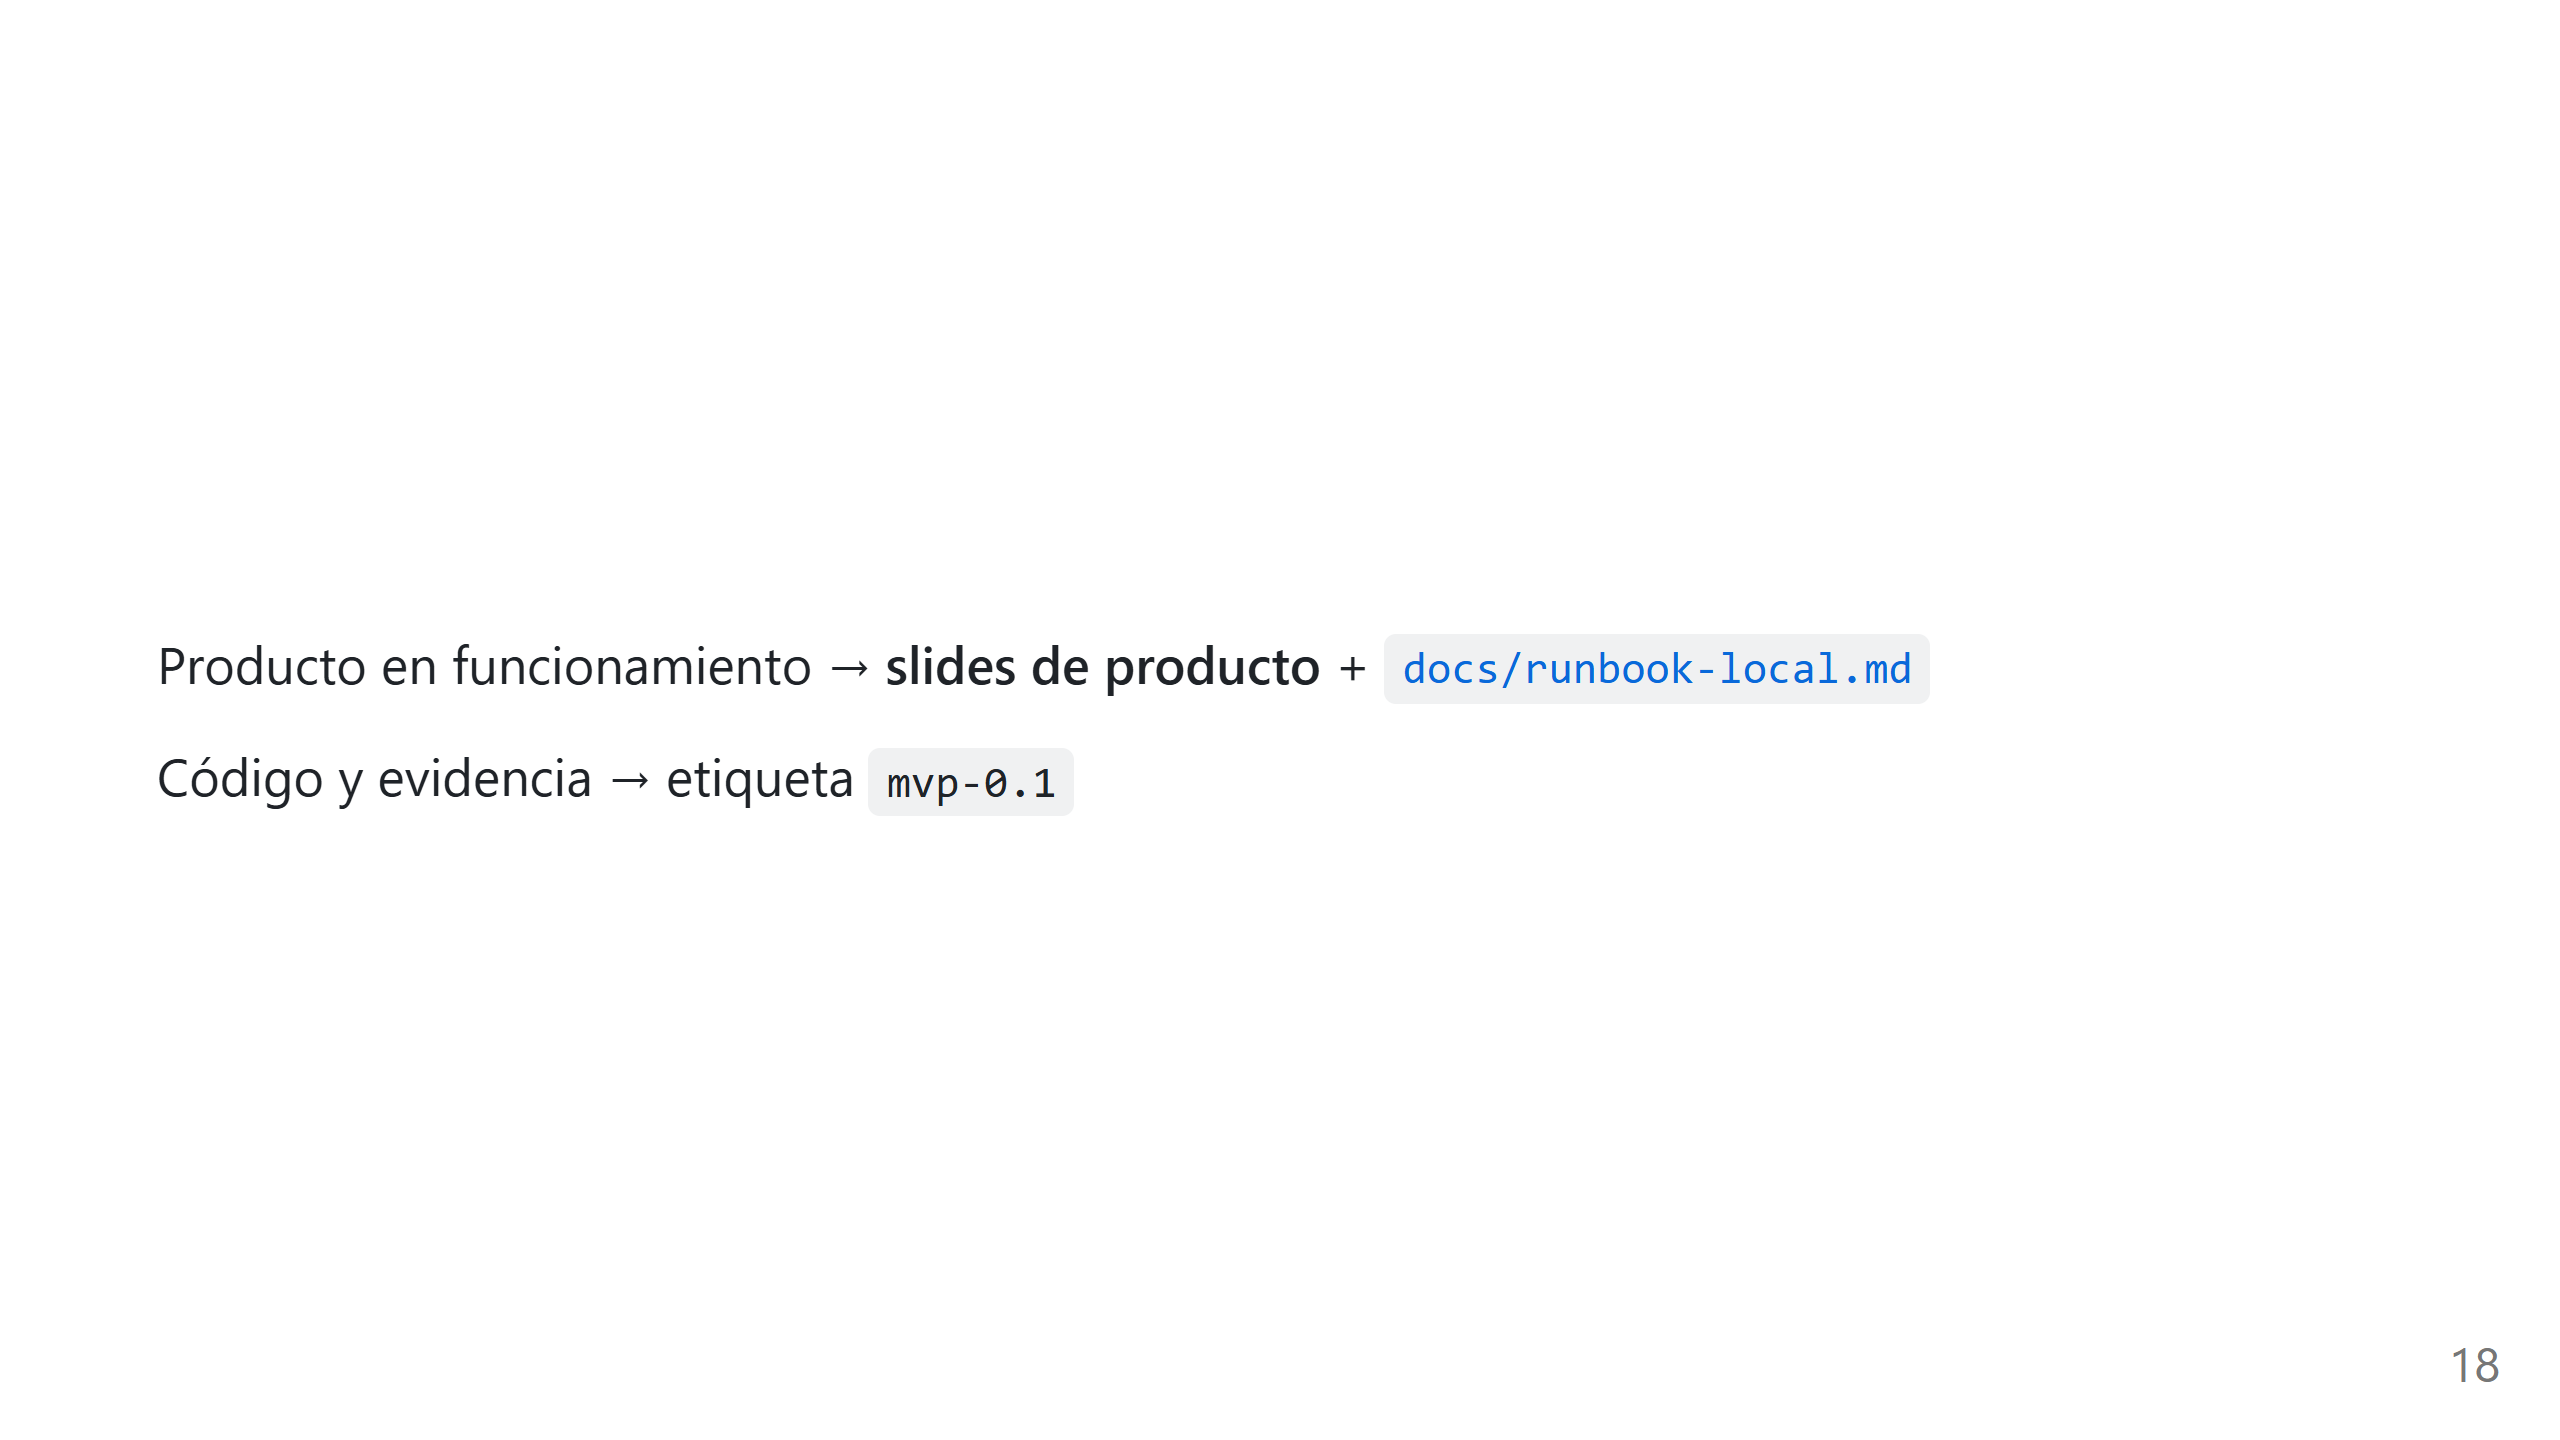 Producto en funcionamiento → slides de producto + docs/runbook-local.md
Código y evidencia → etiqueta mvp-0.1
18